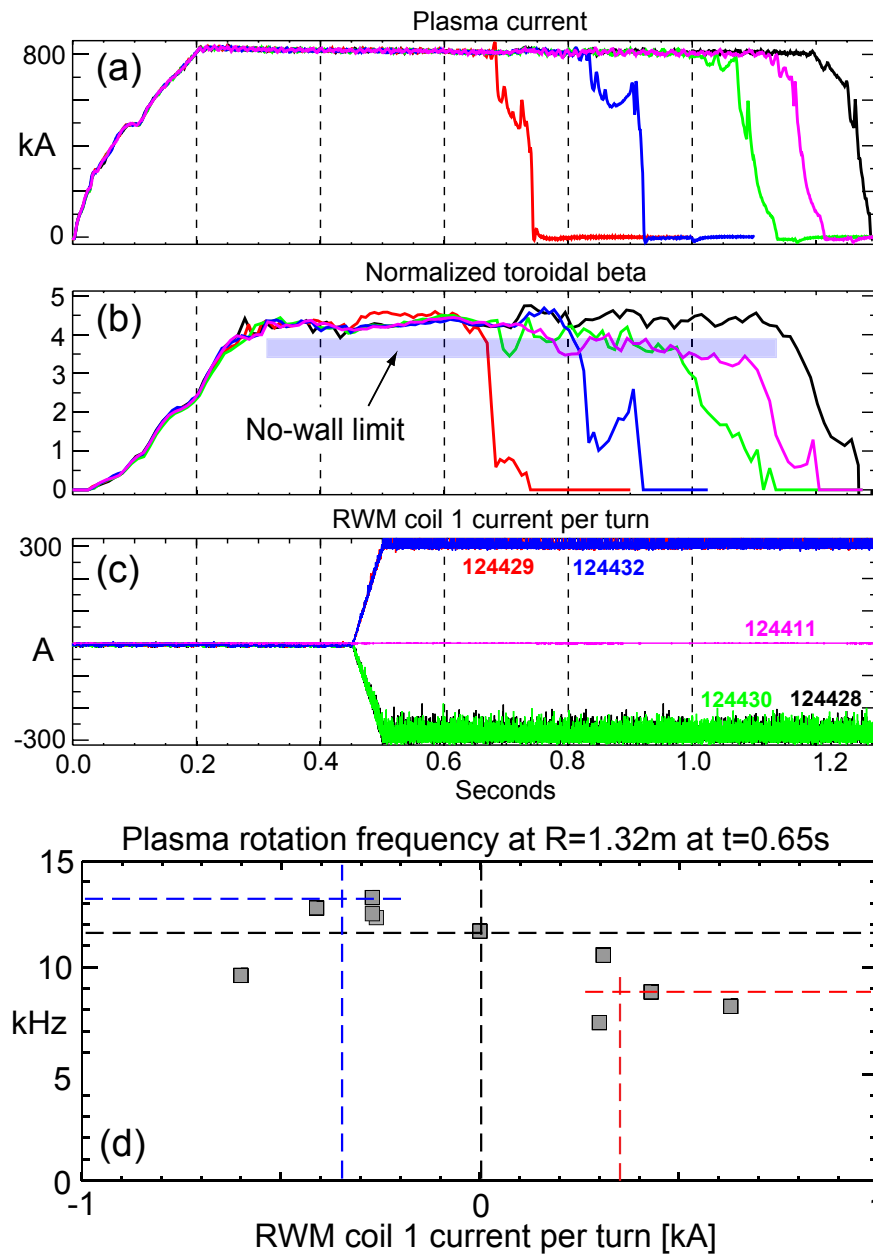 Plasma current
(a)
800
kA
0
Normalized toroidal beta
(b)
5
4
3
2
1
0
No-wall limit
RWM coil 1 current per turn
(c)
300
A
-300
124429 124432
124411
124430 124428
0.0 0.2 0.4 0.6 0.8 1.0 1.2
Seconds
Plasma rotation frequency at R=1.32m at t=0.65s
15
10
kHz
5
(d)
0
-1 0
RWM coil 1 current per turn [kA]